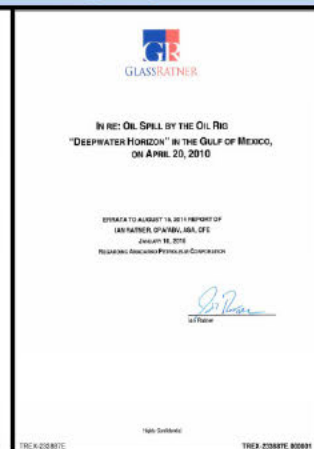 GR
GLASSRATNER
IN RE: OIL SPILL BY THE OIL RIG
"DEEPWATER HORIZON" IN THE GULF OF MEXICO,
ON APRIL 20, 2010
ERRATA TO AUGUST 15, 2014 REPORT OF
IAN RATNER, CPA/ABV, ASA, CFE
JANUARY 16, 2015
REGARDING ANADARKO PETROLEUM CORPORATION
Ian Ratner
Highly Confidential
TREX-233887E
TREX-233887E.000001